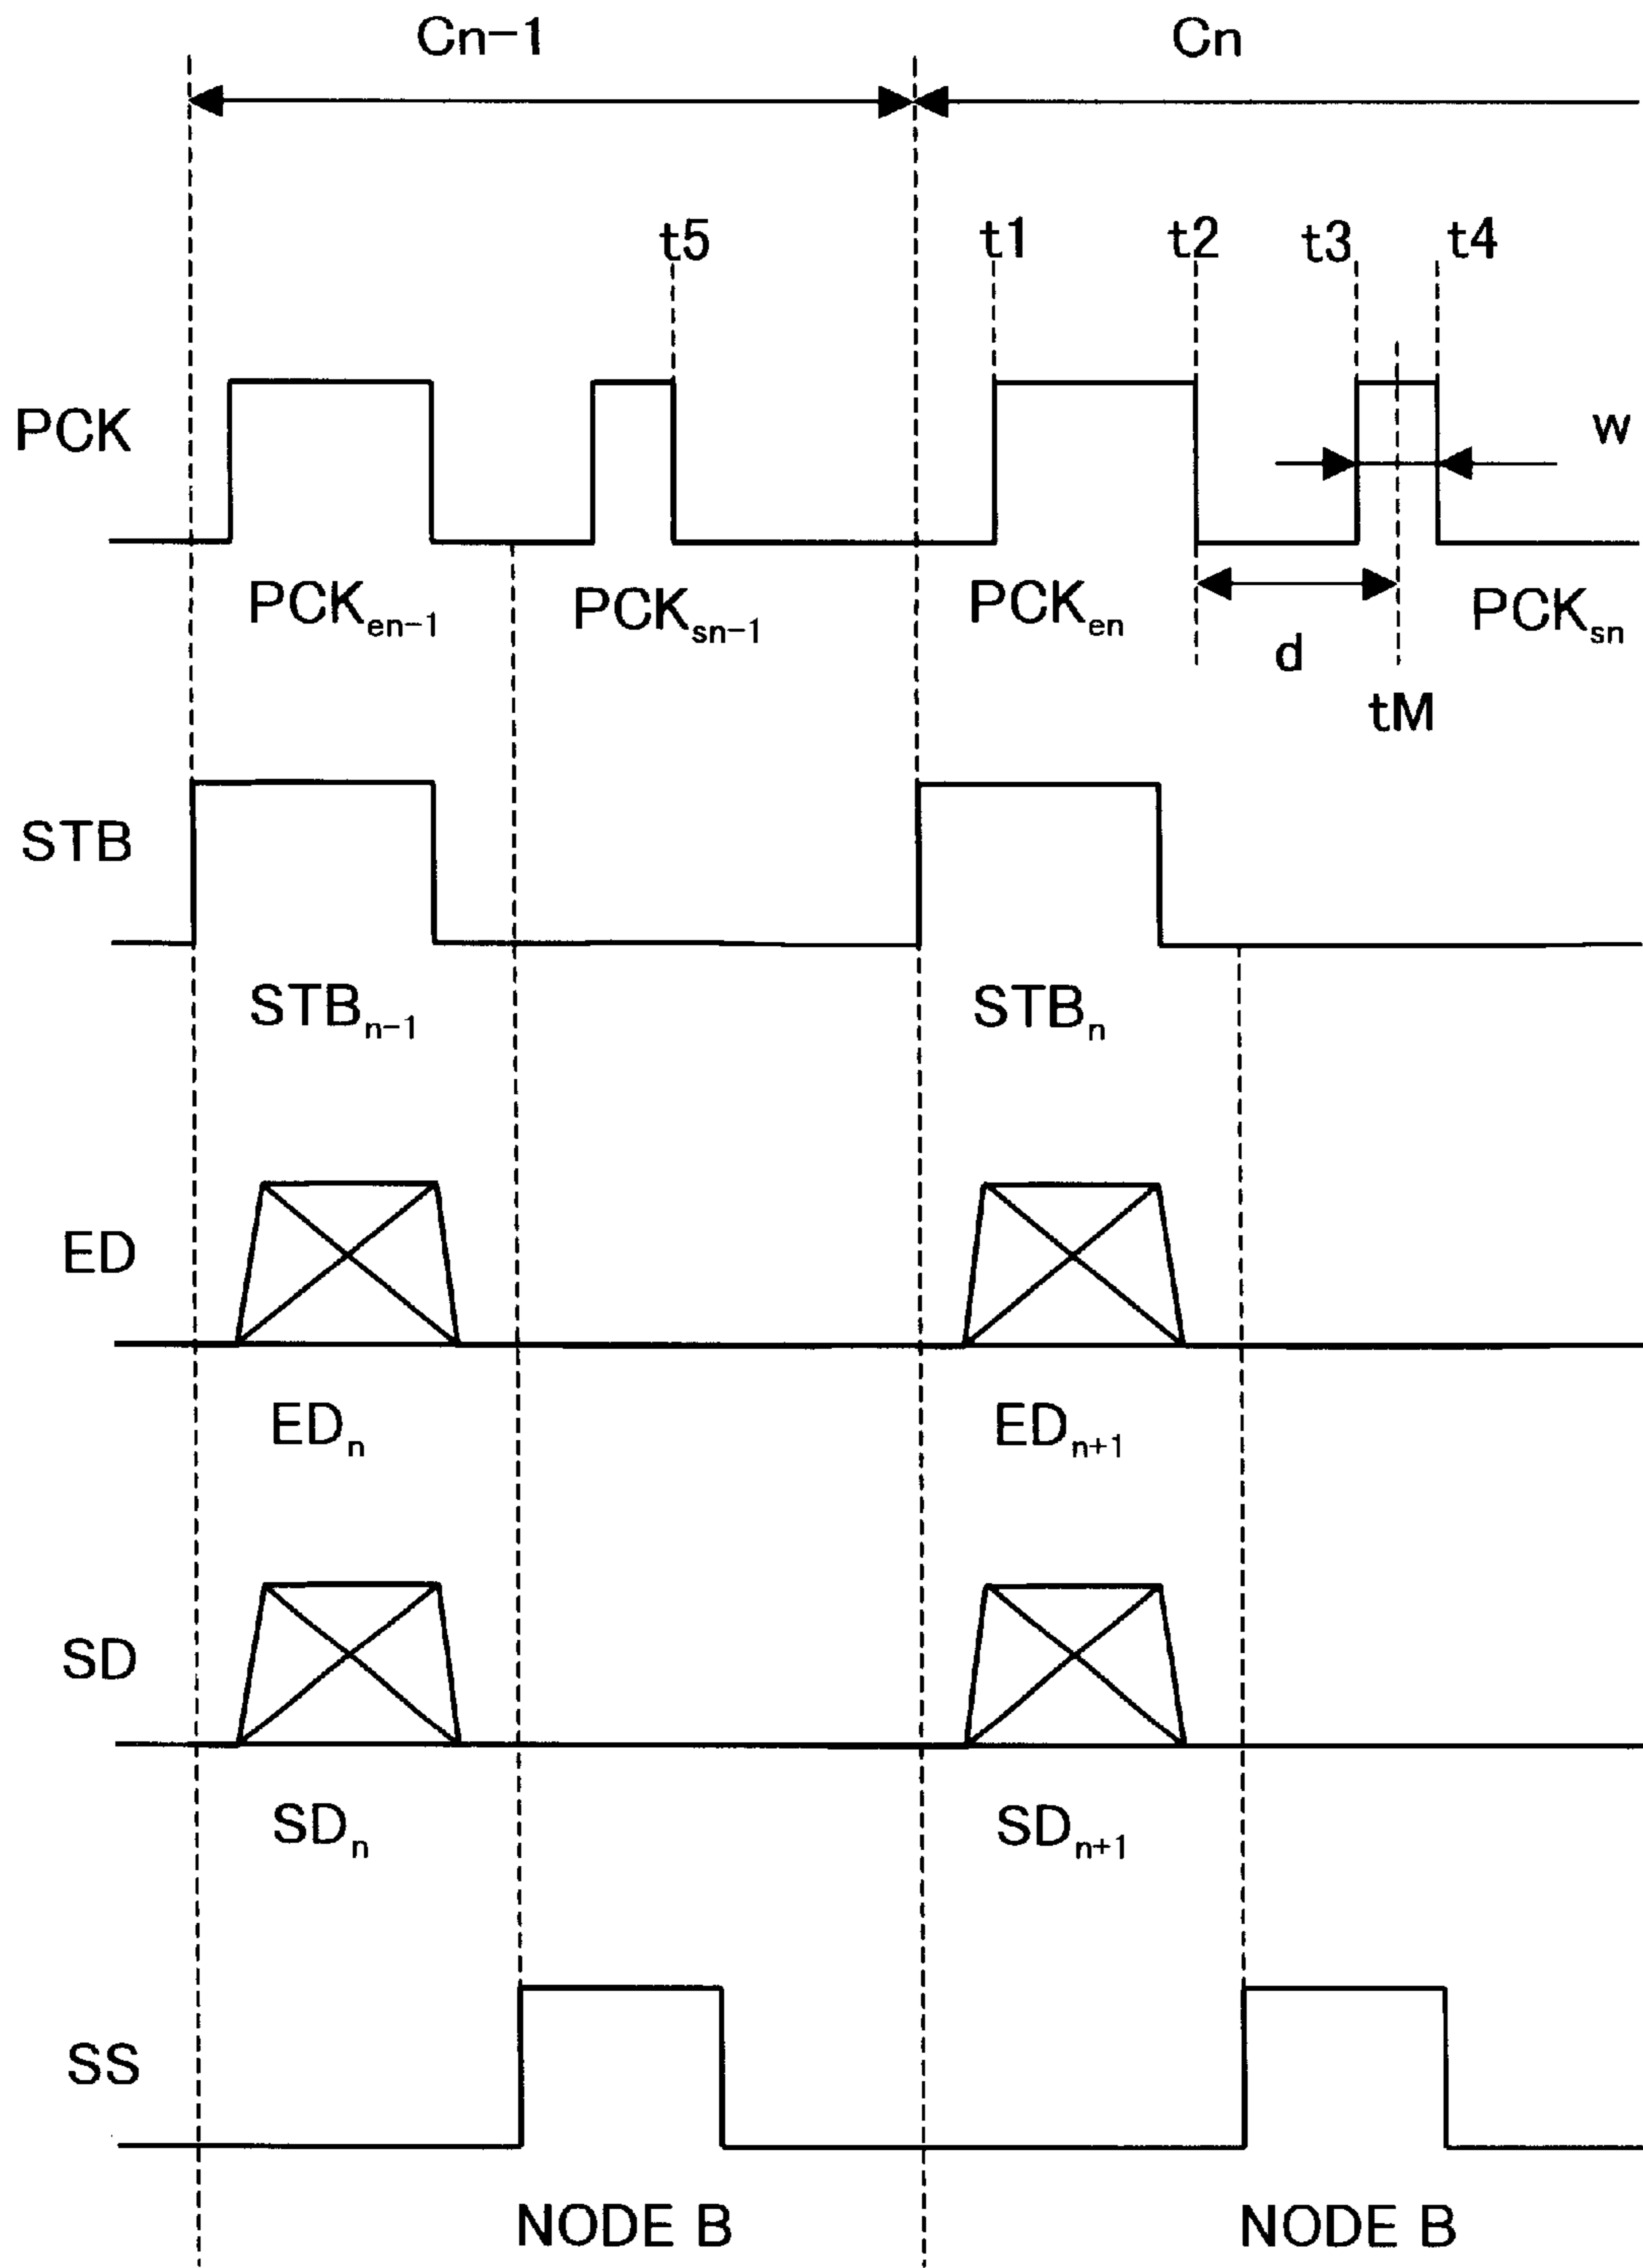 Cn-1 Cn
t5 t1 t2 t3 t4
PCK w
PCKen-1 PCKsn-1 PCKen PCKsn
d
tM
STB
STBn-1 STBn
ED
EDn EDn+1
SD
SDn SDn+1
SS
NODE B NODE B